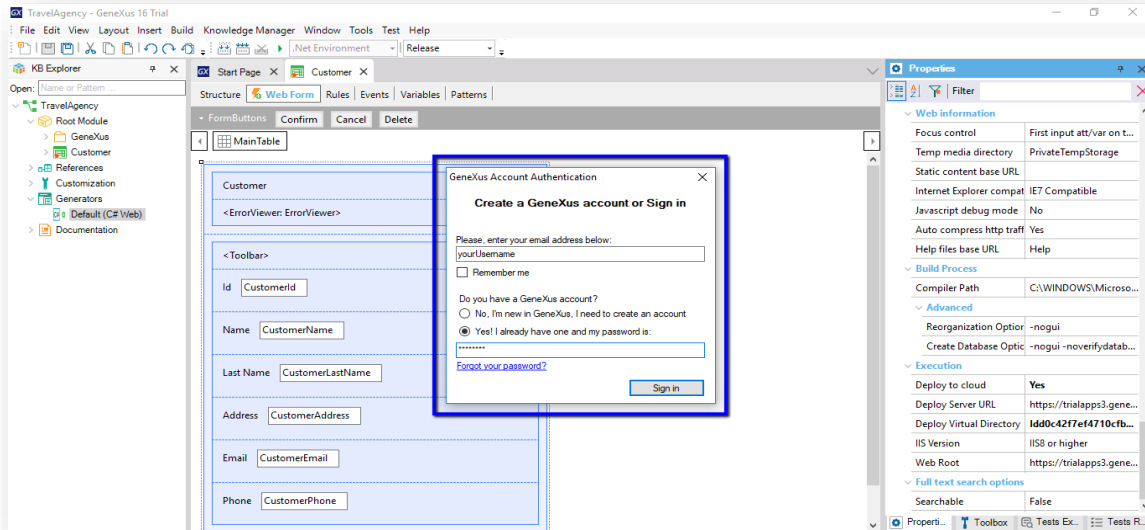 TravelAgency - GeneXus 16 Trial
File Edit View Layout Insert Build Knowledge Manager Window Tools Test Help
.Net Environment Release
KB Explorer
Open: Name or Pattern ...
TravelAgency
Root Module
GeneXus
Customer
References
Customization
Generators
Default (C# Web)
Documentation
Start Page Customer
Structure Web Form Rules Events Variables Patterns
FormButtons Confirm Cancel Delete
MainTable
Customer
<ErrorViewer: ErrorViewer>
<Toolbar>
Id CustomerId
Name CustomerName
Last Name CustomerLastName
Address CustomerAddress
Email CustomerEmail
Phone CustomerPhone
GeneXus Account Authentication
Create a GeneXus account or Sign in
Please, enter your email address below:
yourUsername
Remember me
Do you have a GeneXus account?
No, I'm new in GeneXus, I need to create an account
Yes! I already have one and my password is:
********
Forgot your password?
Sign in
Properties
Filter
Web information
Focus control First input att/var on t...
Temp media directory PrivateTempStorage
Static content base URL
Internet Explorer compat IE7 Compatible
Javascript debug mode No
Auto compress http traff Yes
Help files base URL Help
Build Process
Compiler Path C:\WINDOWS\Microso...
Advanced
Reorganization Option -nogui
Create Database Optic -nogui -noverifydatab...
Execution
Deploy to cloud Yes
Deploy Server URL https://trialapps3.gene...
Deploy Virtual Directory Idd0c42f7ef4710cfb...
IIS Version IIS8 or higher
Web Root https://trialapps3.gene...
Full text search options
Searchable False
Properti... Toolbox Tests Ex... Tests R